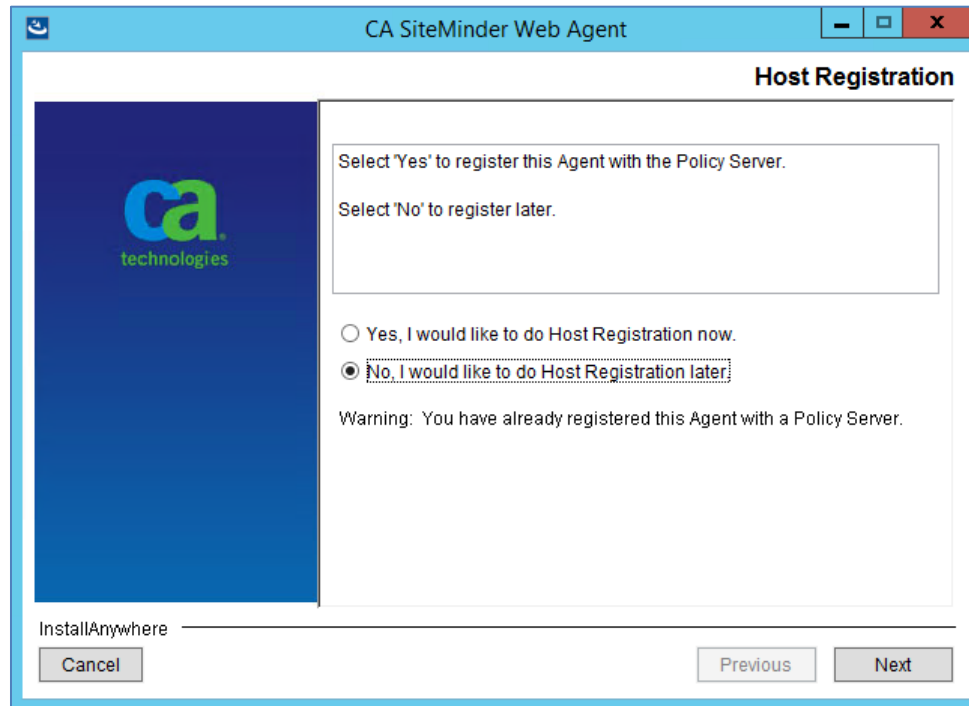 CA SiteMinder Web Agent
Host Registration
ca
technologies
Select 'Yes' to register this Agent with the Policy Server.
Select 'No' to register later.
Yes, I would like to do Host Registration now.
No, I would like to do Host Registration later.
Warning: You have already registered this Agent with a Policy Server.
InstallAnywhere
Cancel
Previous
Next